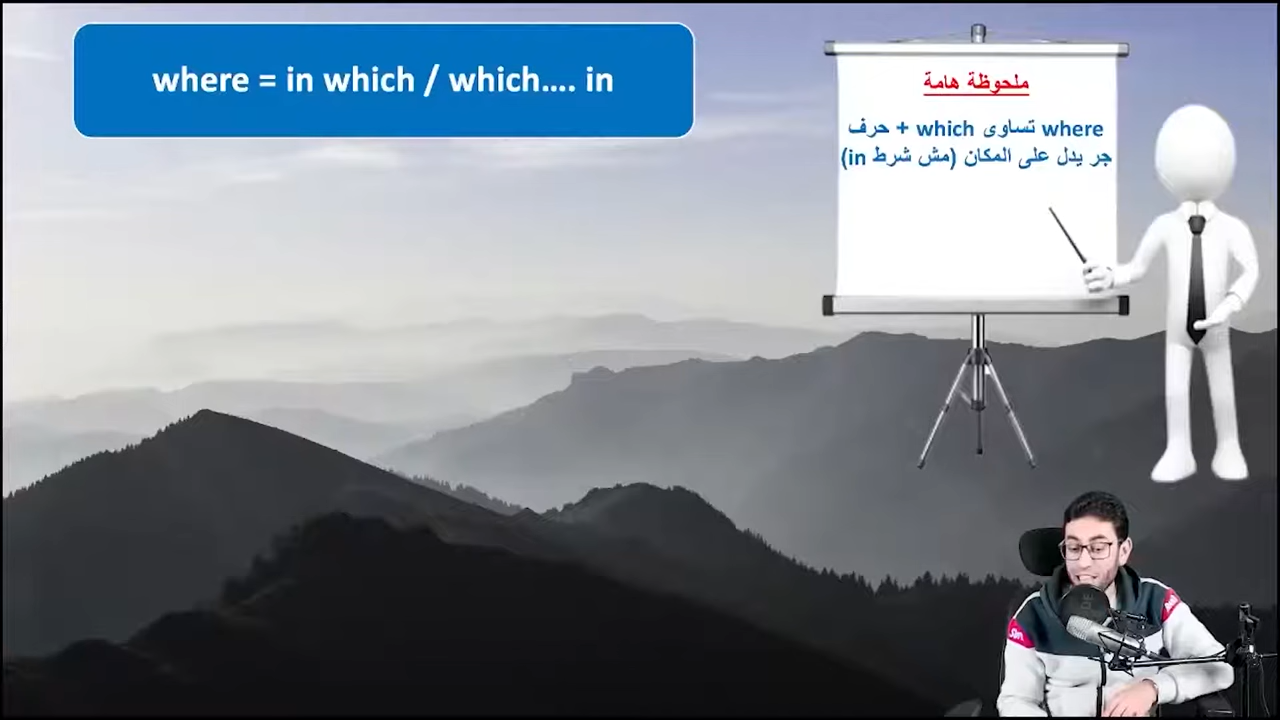 where = in which / which.... in
ملحوظة هامة
where تساوى which + حرف
جر يدل على المكان (مش شرط in)